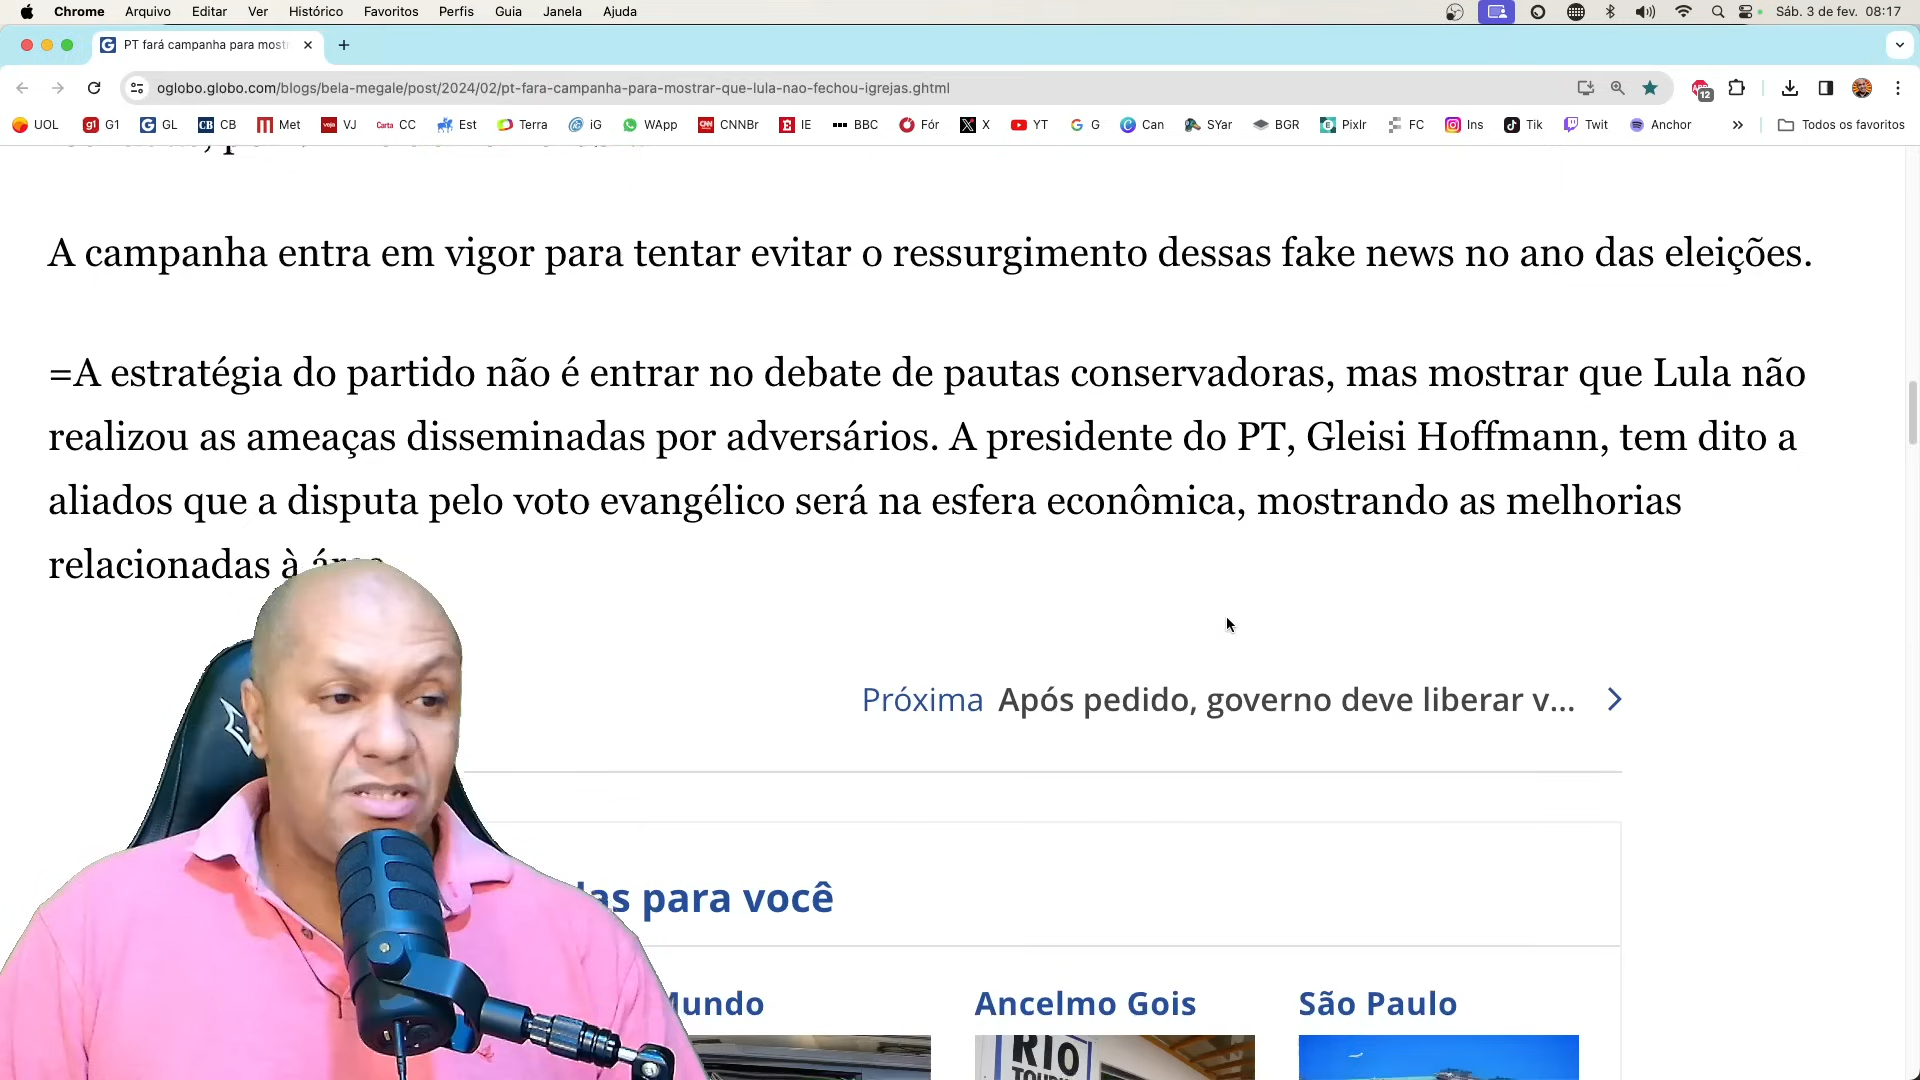 Chrome Arquivo Editar Ver Histórico Favoritos Perfis Guia Janela Ajuda Sáb. 3 de fev. 08:17
PT fará campanha para most
oglobo.globo.com/blogs/bela-megale/post/2024/02/pt-fara-campanha-para-mostrar-que-lula-nao-fechou-igrejas.ghtml
12
UOL G1 GL CB Met VJ CC Est Terra iG WApp CNNBr IE BBC Fór X YT G Can SYar BGR Pixlr FC Ins Tik Twit Anchor » Todos os favoritos
A campanha entra em vigor para tentar evitar o ressurgimento dessas fake news no ano das eleições.
=A estratégia do partido não é entrar no debate de pautas conservadoras, mas mostrar que Lula não
realizou as ameaças disseminadas por adversários. A presidente do PT, Gleisi Hoffmann, tem dito a
aliados que a disputa pelo voto evangélico será na esfera econômica, mostrando as melhorias
relacionadas à
Próxima Após pedido, governo deve liberar v...
para você
Mundo Ancelmo Gois São Paulo
RIO